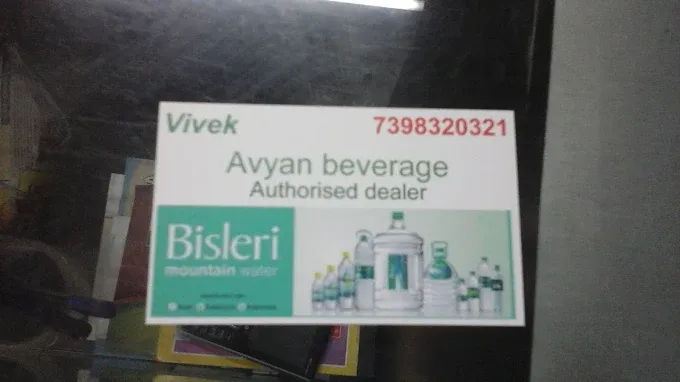 Vivek
7398320321
Avyan beverage
Authorised dealer
Bisleri
mountain water